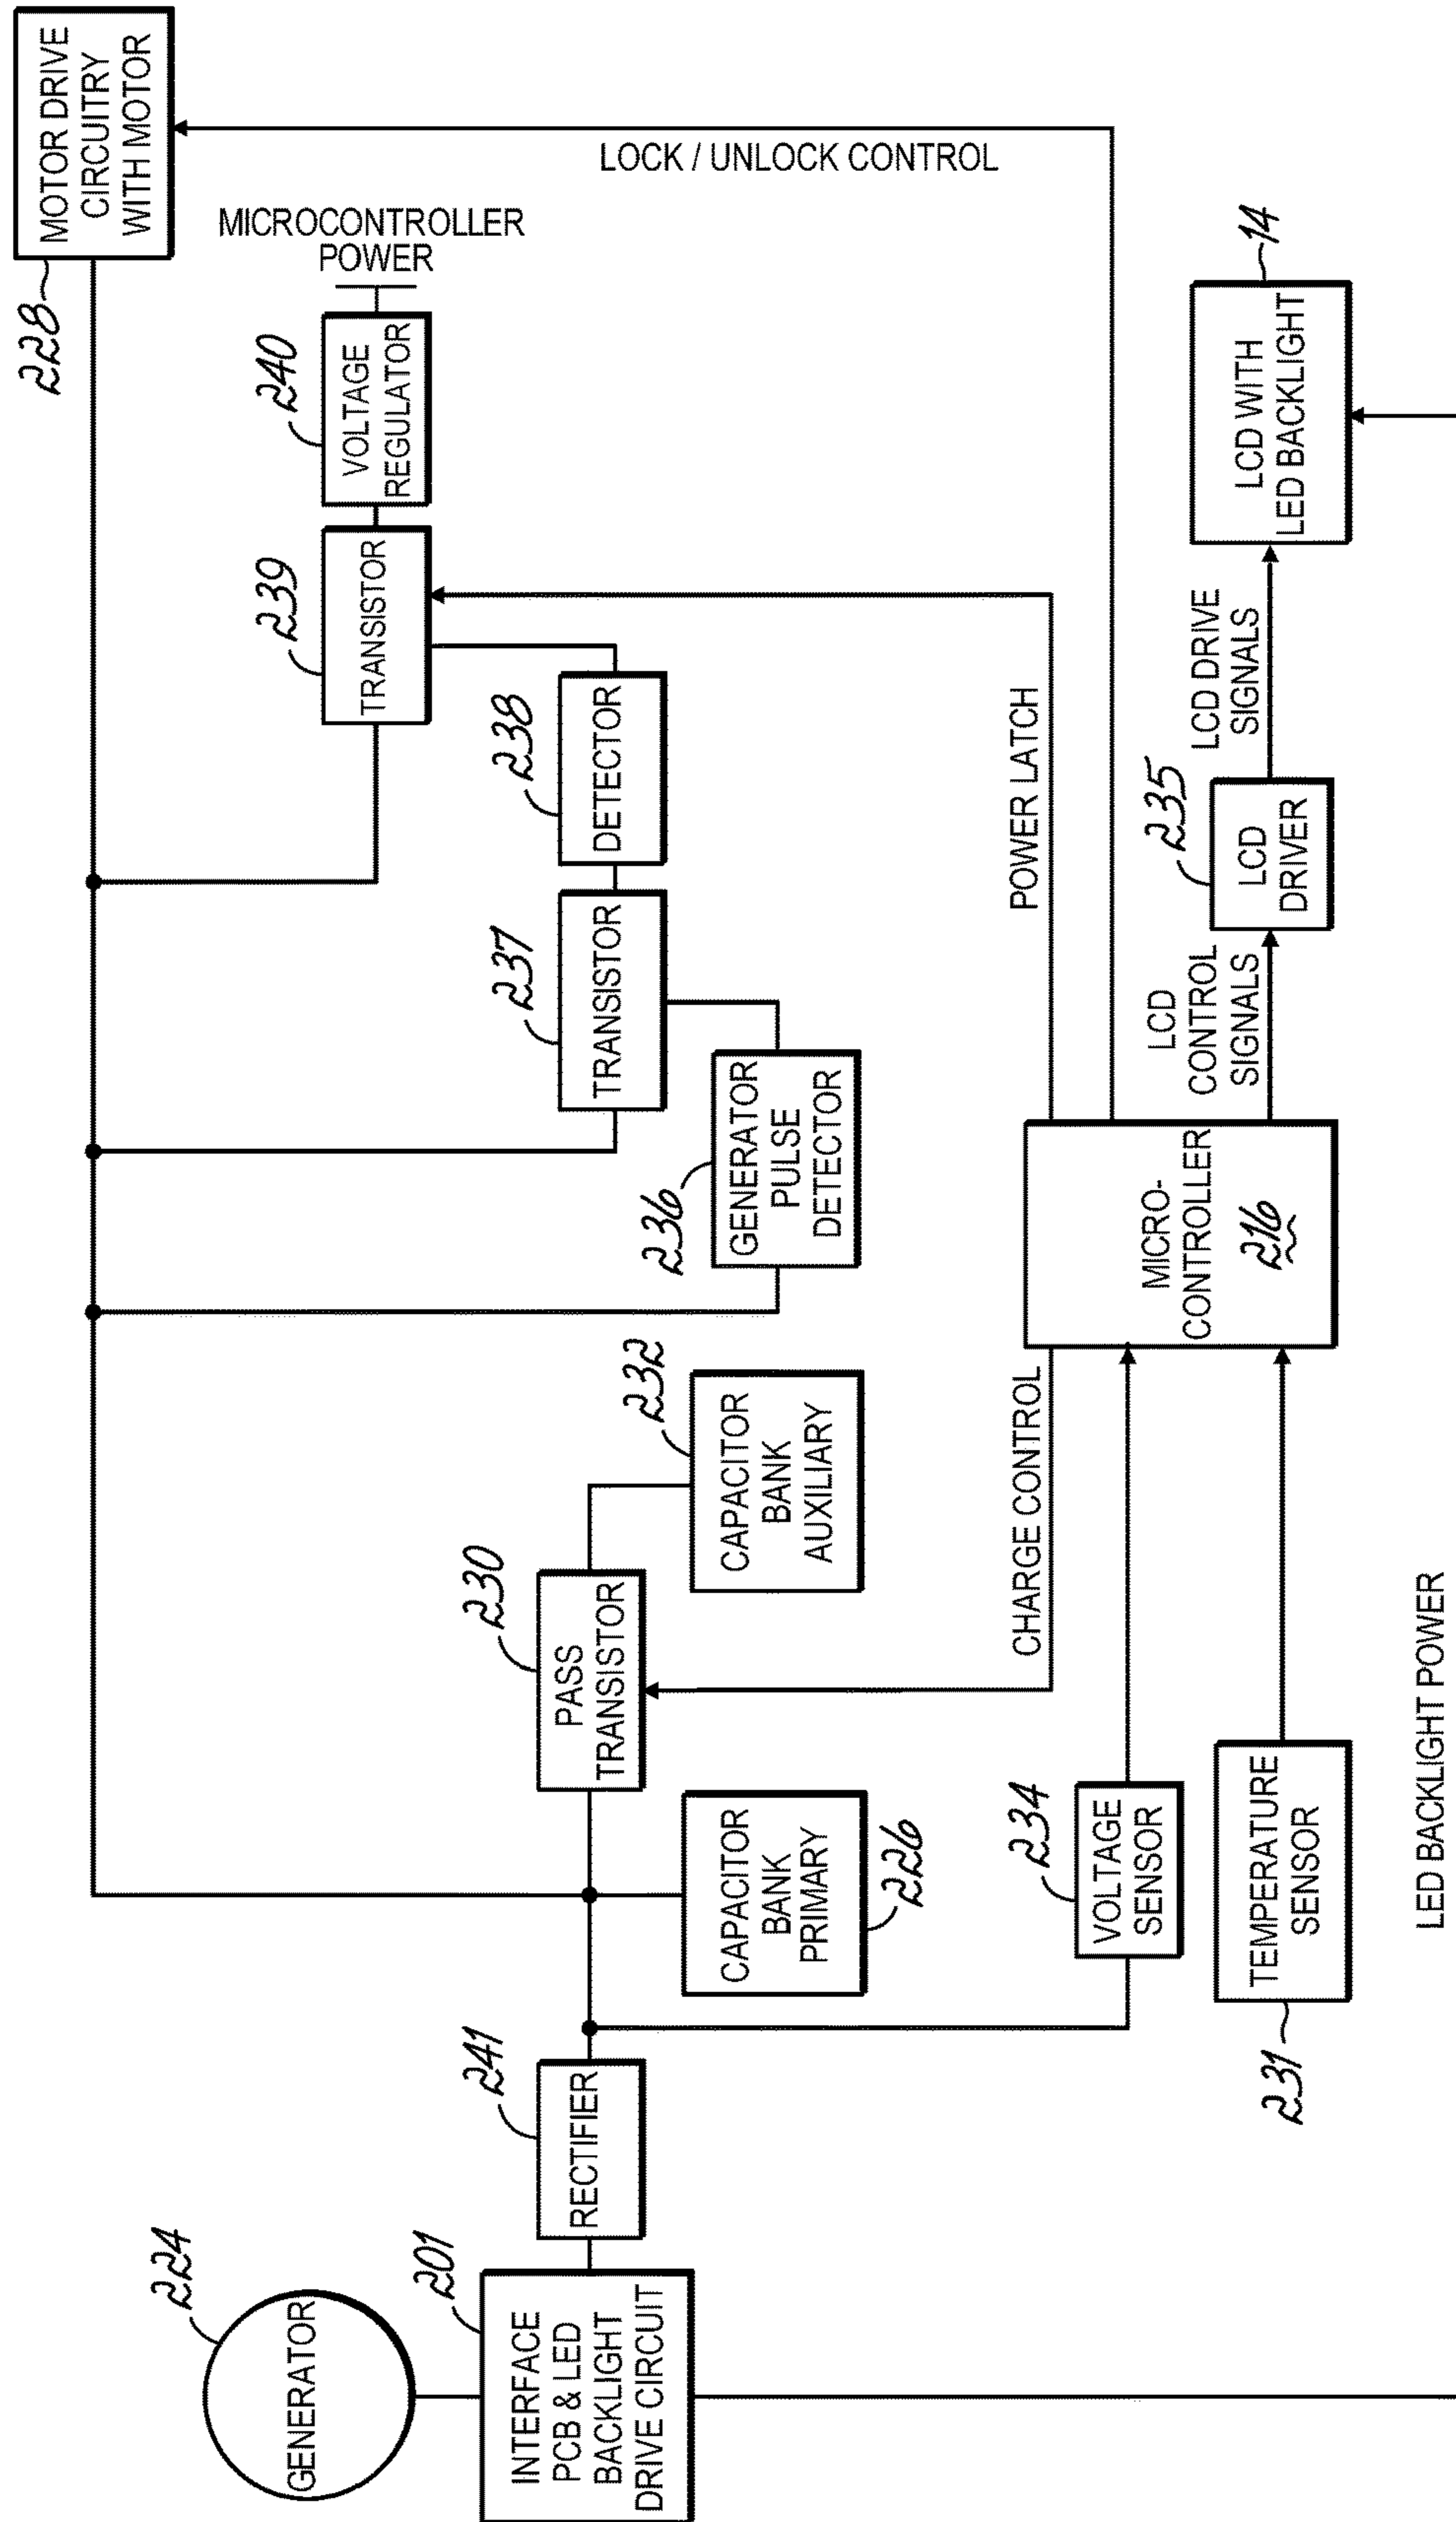 GENERATOR
224
INTERFACE
PCB & LED
BACKLIGHT
DRIVE CIRCUIT
201
RECTIFIER
241
CAPACITOR
BANK
PRIMARY
226
PASS
TRANSISTOR
230
CAPACITOR
BANK
AUXILIARY
232
GENERATOR
PULSE
DETECTOR
236
TRANSISTOR
237
DETECTOR
238
TRANSISTOR
239
VOLTAGE
REGULATOR
240
MICROCONTROLLER
POWER
MOTOR DRIVE
CIRCUITRY
WITH MOTOR
228
LOCK / UNLOCK CONTROL
POWER LATCH
CHARGE CONTROL
VOLTAGE
SENSOR
234
TEMPERATURE
SENSOR
231
MICRO-
CONTROLLER
216
LCD
CONTROL
SIGNALS
LCD
DRIVER
235
LCD DRIVE
SIGNALS
LCD WITH
LED BACKLIGHT
14
LED BACKLIGHT POWER